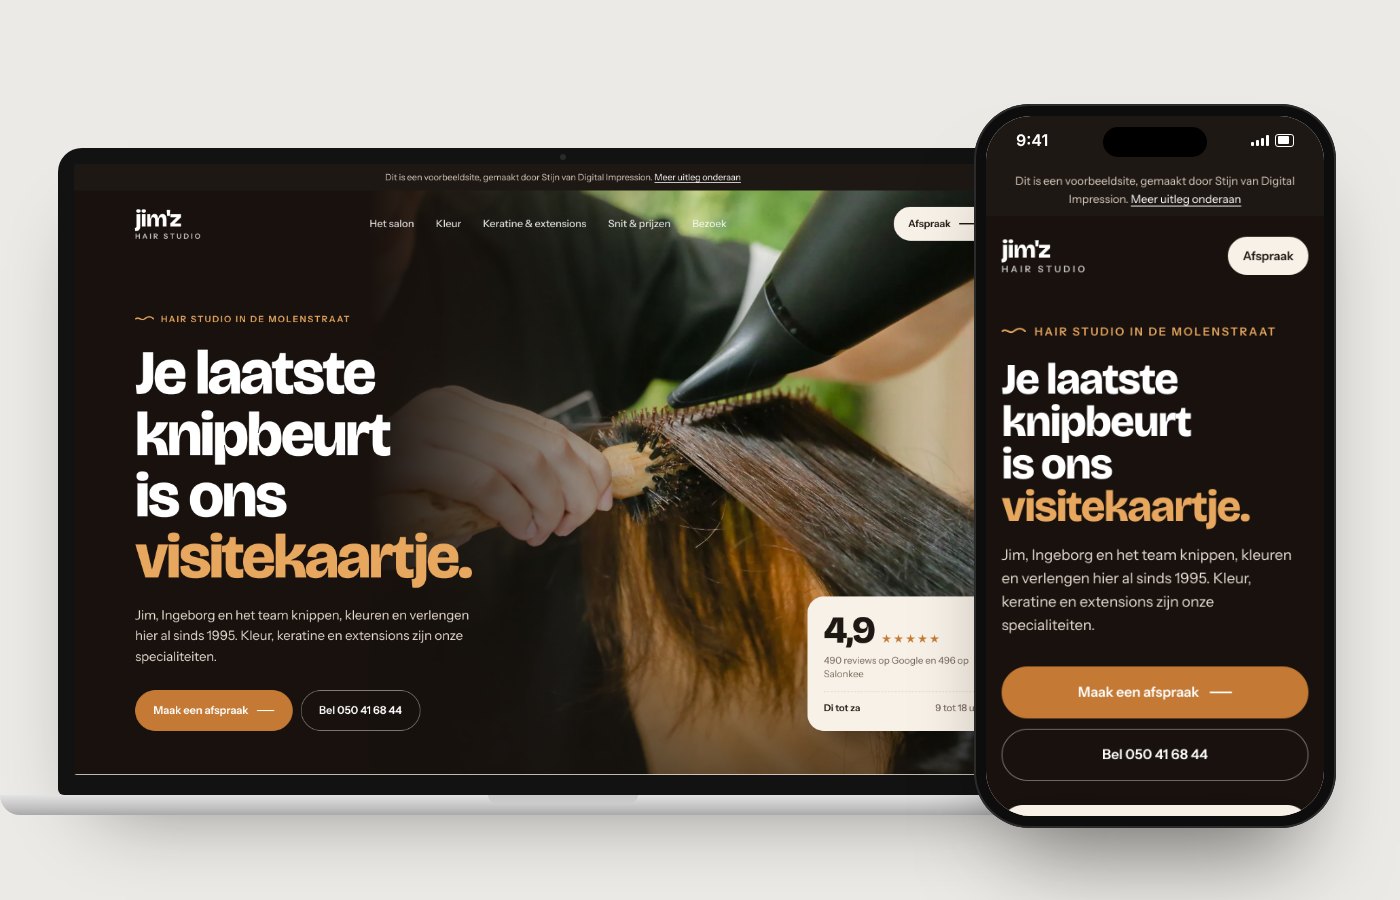 Dit is een voorbeeldsite, gemaakt door Stijn van Digital Impression. Meer uitleg onderaan
jim'z
HAIR STUDIO
Het salon
Kleur
Keratine & extensions
Snit & prijzen
Bezoek
Afspraak
HAIR STUDIO IN DE MOLENSTRAAT
Je laatste
knipbeurt
is ons
visitekaartje.
Jim, Ingeborg en het team knippen, kleuren en verlengen
hier al sinds 1995. Kleur, keratine en extensions zijn onze
specialiteiten.
Maak een afspraak
Bel 050 41 68 44
4,9 ★★★★★
490 reviews op Google en 496 op
Salonkee
Di tot za
9 tot 18 u
9:41
Dit is een voorbeeldsite, gemaakt door Stijn van Digital
Impression. Meer uitleg onderaan
jim'z
HAIR STUDIO
Afspraak
HAIR STUDIO IN DE MOLENSTRAAT
Je laatste
knipbeurt
is ons
visitekaartje.
Jim, Ingeborg en het team knippen, kleuren
en verlengen hier al sinds 1995. Kleur,
keratine en extensions zijn onze
specialiteiten.
Maak een afspraak
Bel 050 41 68 44